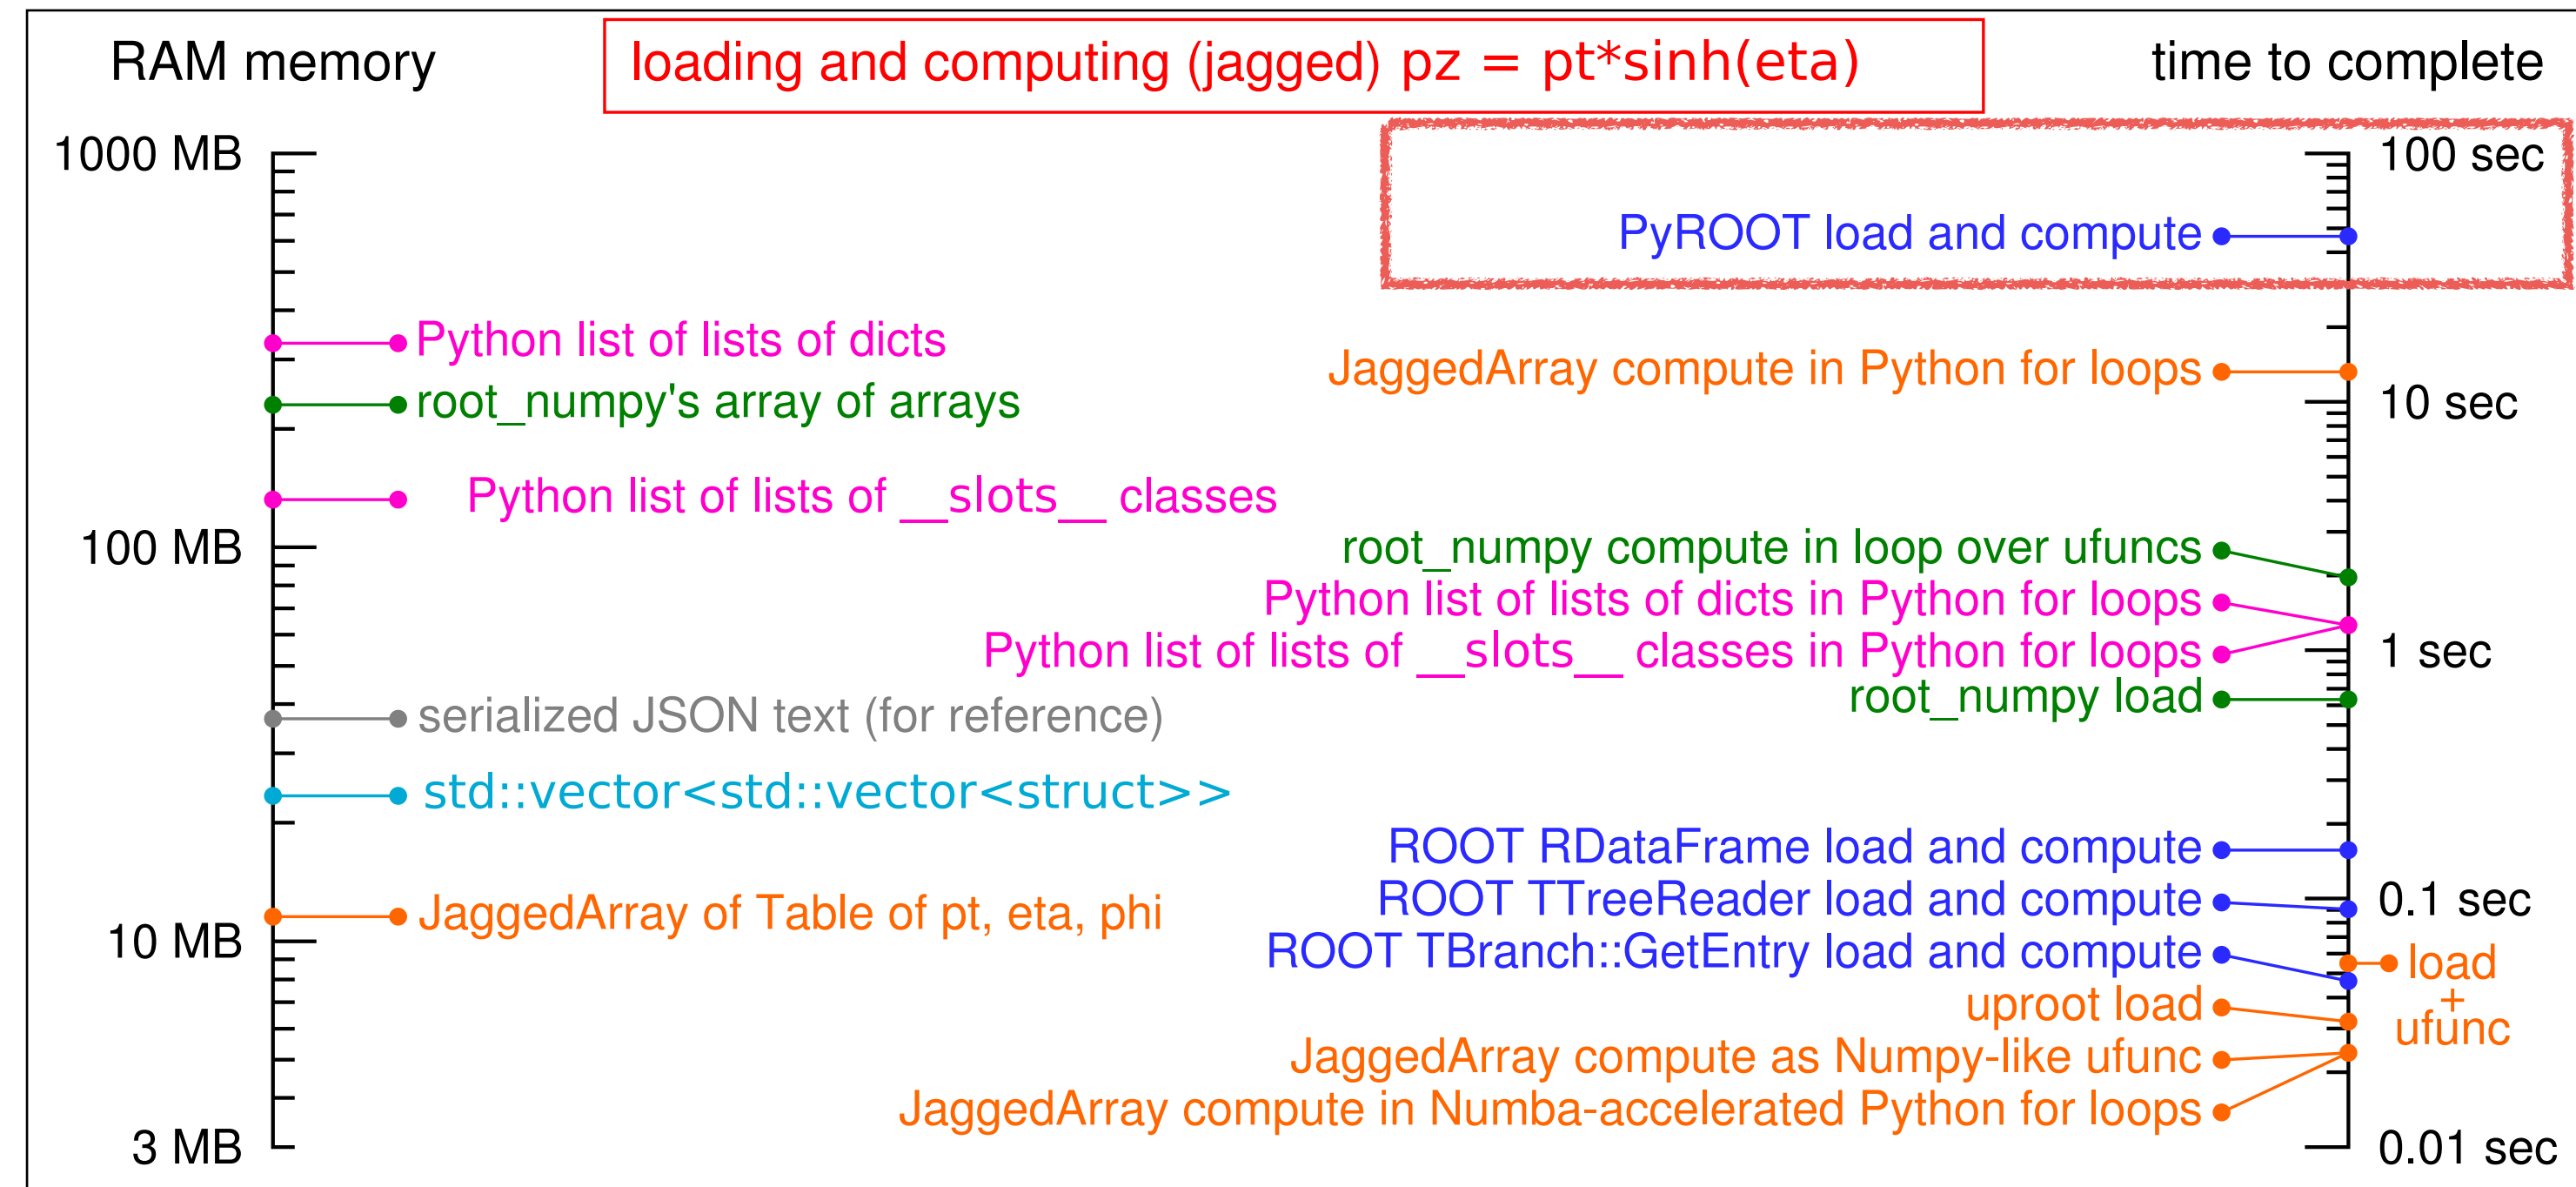 RAM memory
loading and computing (jagged) pz = pt*sinh(eta)
time to complete
1000 MB
100 sec
PyROOT load and compute
Python list of lists of dicts
JaggedArray compute in Python for loops
root_numpy's array of arrays
10 sec
Python list of lists of __slots__ classes
100 MB
root_numpy compute in loop over ufuncs
Python list of lists of dicts in Python for loops
Python list of lists of __slots__ classes in Python for loops
1 sec
root_numpy load
serialized JSON text (for reference)
std::vector<std::vector<struct>>
ROOT RDataFrame load and compute
ROOT TTreeReader load and compute
0.1 sec
JaggedArray of Table of pt, eta, phi
10 MB
ROOT TBranch::GetEntry load and compute
load
+
ufunc
uproot load
JaggedArray compute as Numpy-like ufunc
JaggedArray compute in Numba-accelerated Python for loops
3 MB
0.01 sec